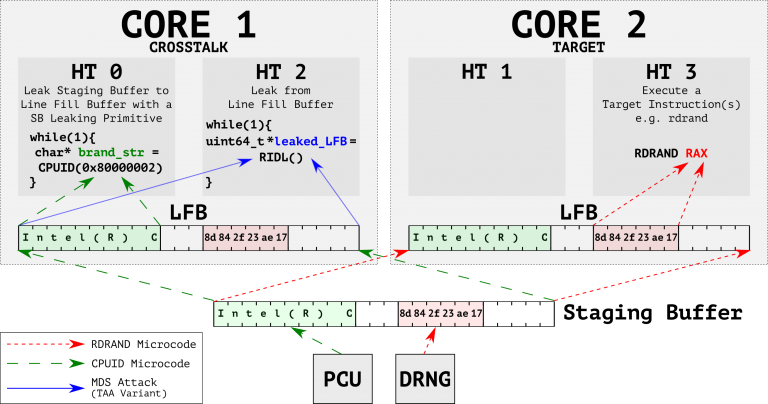 CORE 1
CROSSTALK
HT 0
Leak Staging Buffer to
Line Fill Buffer with a
SB Leaking Primitive
while(1){
char* brand_str =
CPUID(0x80000002)
}
HT 2
Leak from
Line Fill Buffer
while(1){
uint64_t *leaked_LFB =
RIDL()
}
LFB
I n t e l ( R ) C
8d 84 2f 23 ae 17
CORE 2
TARGET
HT 1
HT 3
Execute a
Target Instruction(s)
e.g. rdrand
RDRAND RAX
LFB
I n t e l ( R ) C
8d 84 2f 23 ae 17
I n t e l ( R ) C
8d 84 2f 23 ae 17
Staging Buffer
PCU
DRNG
RDRAND Microcode
CPUID Microcode
MDS Attack
(TAA Variant)